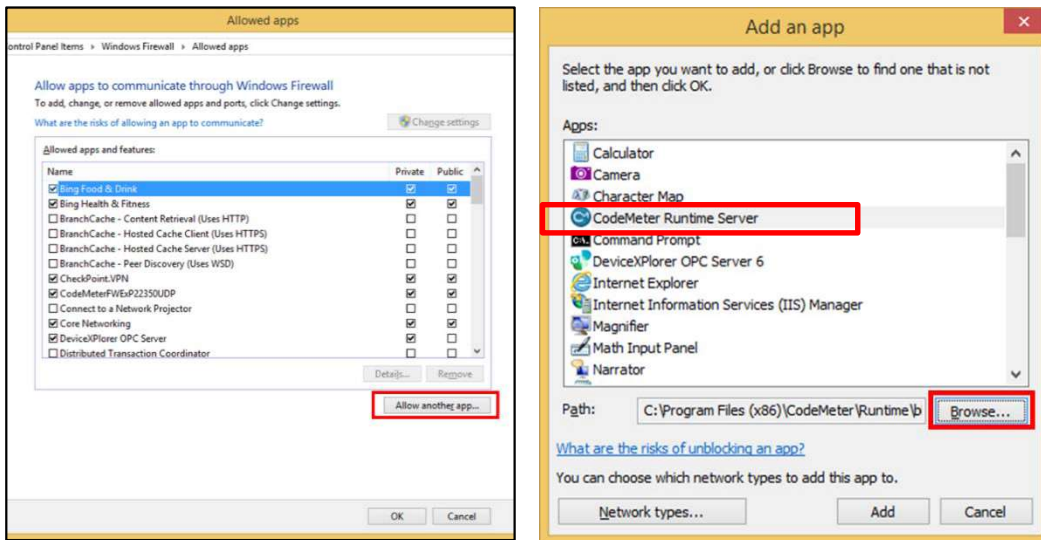 Allowed apps
ontrol Panel Items › Windows Firewall › Allowed apps
Allow apps to communicate through Windows Firewall
To add, change, or remove allowed apps and ports, click Change settings.
What are the risks of allowing an app to communicate?
Change settings
Allowed apps and features:
Name Private Public
Bing Food & Drink
Bing Health & Fitness
BranchCache - Content Retrieval (Uses HTTP)
BranchCache - Hosted Cache Client (Uses HTTPS)
BranchCache - Hosted Cache Server (Uses HTTPS)
BranchCache - Peer Discovery (Uses WSD)
CheckPoint.VPN
CodeMeterFWExP22350UDP
Connect to a Network Projector
Core Networking
DeviceXPlorer OPC Server
Distributed Transaction Coordinator
Details... Remove
Allow another app...
OK Cancel
Add an app
Select the app you want to add, or click Browse to find one that is not
listed, and then click OK.
Apps:
Calculator
Camera
Character Map
CodeMeter Runtime Server
Command Prompt
DeviceXPlorer OPC Server 6
Internet Explorer
Internet Information Services (IIS) Manager
Magnifier
Math Input Panel
Narrator
Path: C:\Program Files (x86)\CodeMeter\Runtime\b Browse...
What are the risks of unblocking an app?
You can choose which network types to add this app to.
Network types... Add Cancel